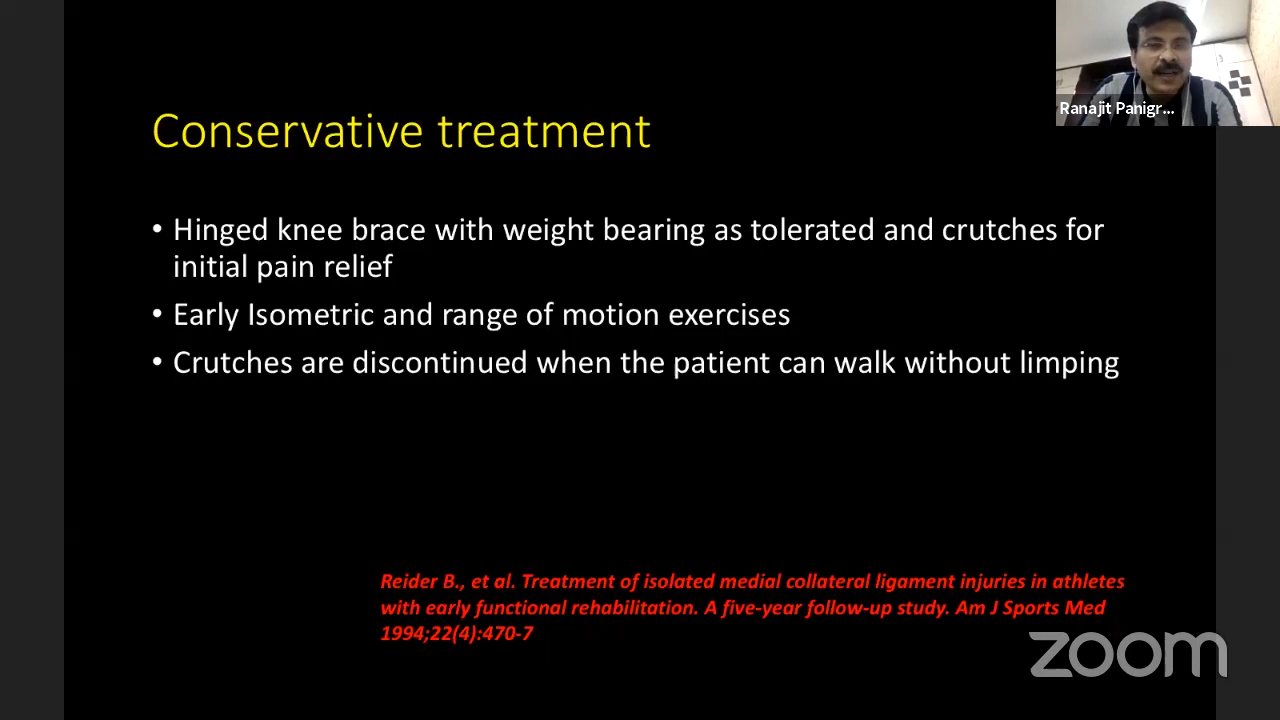 Ranajit Panigr...
Conservative treatment
• Hinged knee brace with weight bearing as tolerated and crutches for
initial pain relief
• Early Isometric and range of motion exercises
• Crutches are discontinued when the patient can walk without limping
Reider B., et al. Treatment of isolated medial collateral ligament injuries in athletes
with early functional rehabilitation. A five-year follow-up study. Am J Sports Med
1994;22(4):470-7
zoom